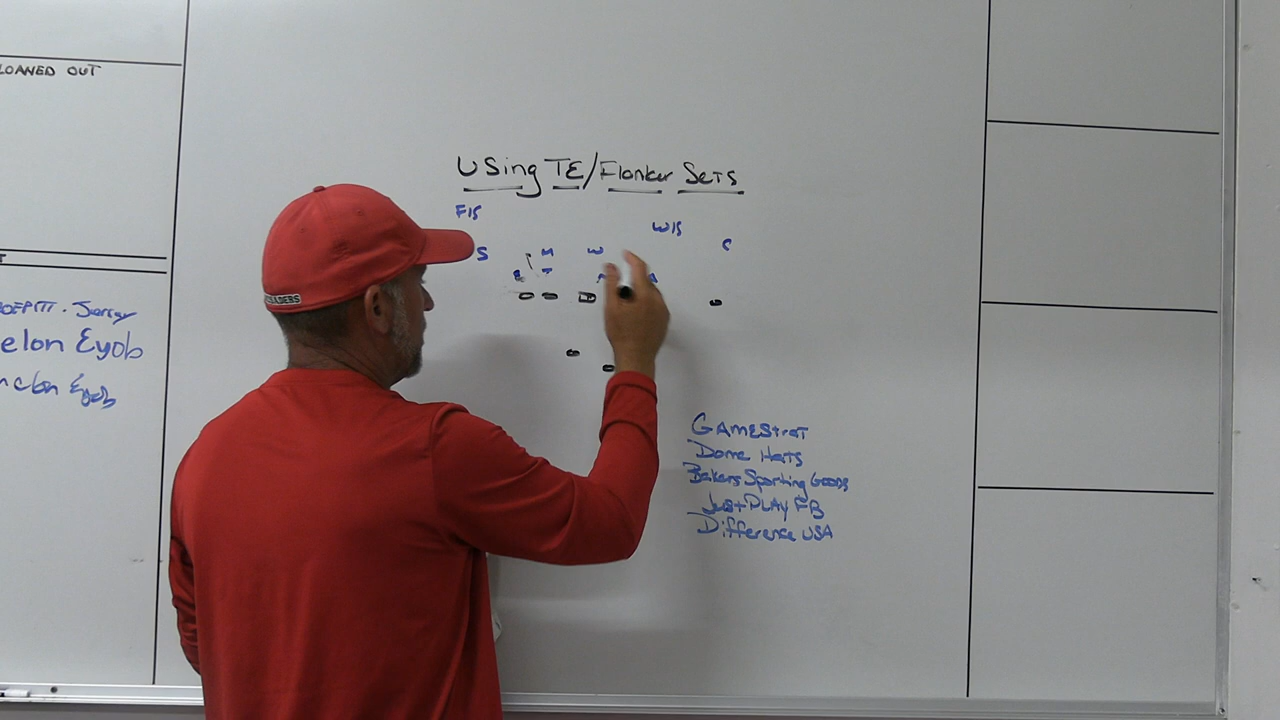 LOANED OUT
USing TE/Flanker SETS
FIS
WIS
S
M
W
C
E
T
Jersey
elon Eyob
Eyob
GAMEStrat
Dome Hats
Bakers Sporting Goods
Just PLAY FB
Difference USA